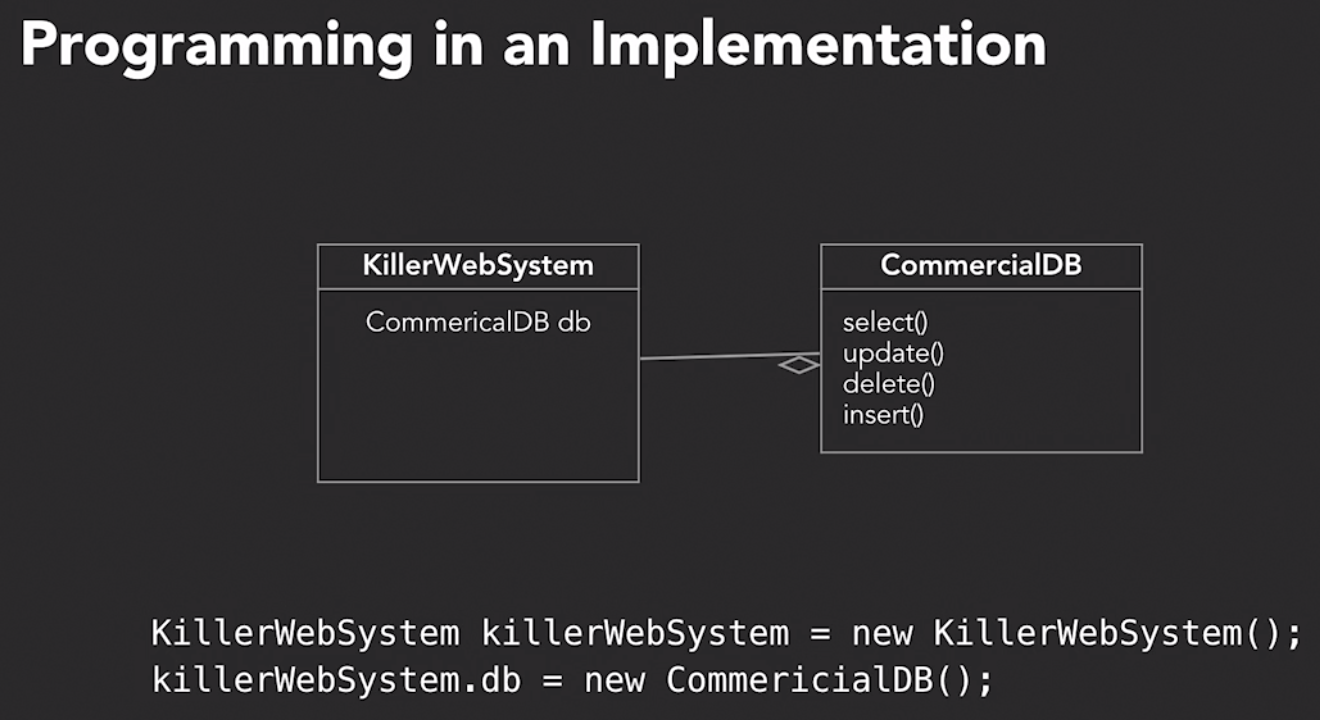 Programming in an Implementation
KillerWebSystem
CommericalDB db
CommercialDB
select()
update()
delete()
insert()
KillerWebSystem killerWebSystem = new KillerWebSystem();
killerWebSystem.db = new CommericialDB();